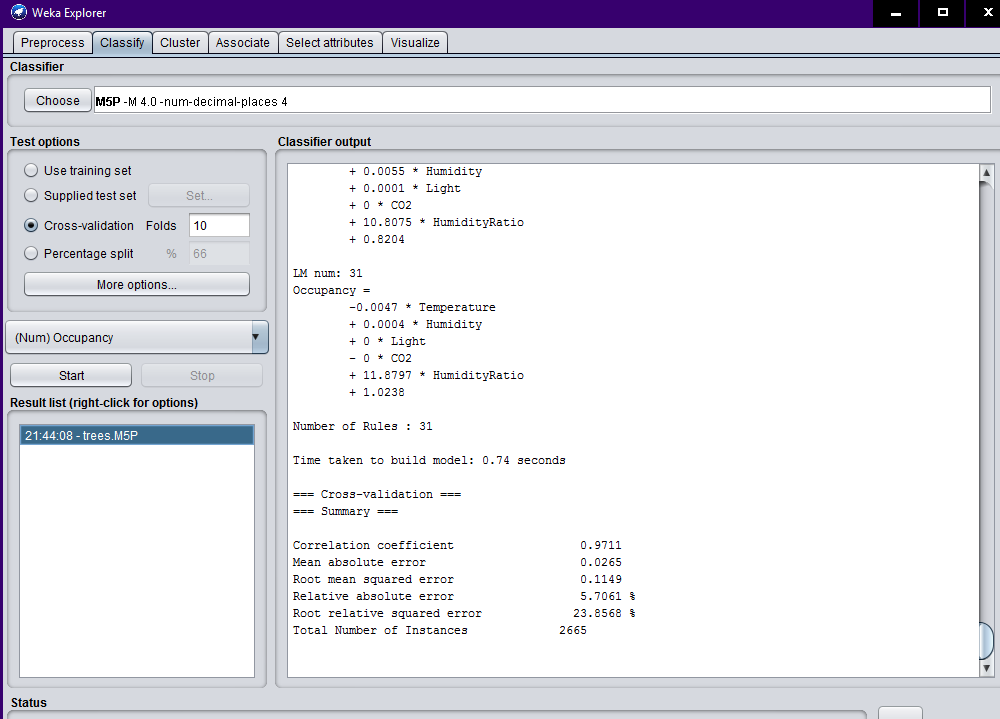 Weka Explorer
Preprocess Classify Cluster Associate Select attributes Visualize
Classifier
Choose M5P -M 4.0 -num-decimal-places 4
Test options
Use training set
Supplied test set Set...
Cross-validation Folds 10
Percentage split % 66
More options...
(Num) Occupancy
Start Stop
Result list (right-click for options)
21:44:08 - trees.M5P
Classifier output
+ 0.0055 * Humidity
+ 0.0001 * Light
+ 0 * CO2
+ 10.8075 * HumidityRatio
+ 0.8204
LM num: 31
Occupancy =
-0.0047 * Temperature
+ 0.0004 * Humidity
+ 0 * Light
- 0 * CO2
+ 11.8797 * HumidityRatio
+ 1.0238
Number of Rules : 31
Time taken to build model: 0.74 seconds
=== Cross-validation ===
=== Summary ===
Correlation coefficient 0.9711
Mean absolute error 0.0265
Root mean squared error 0.1149
Relative absolute error 5.7061 %
Root relative squared error 23.8568 %
Total Number of Instances 2665
Status